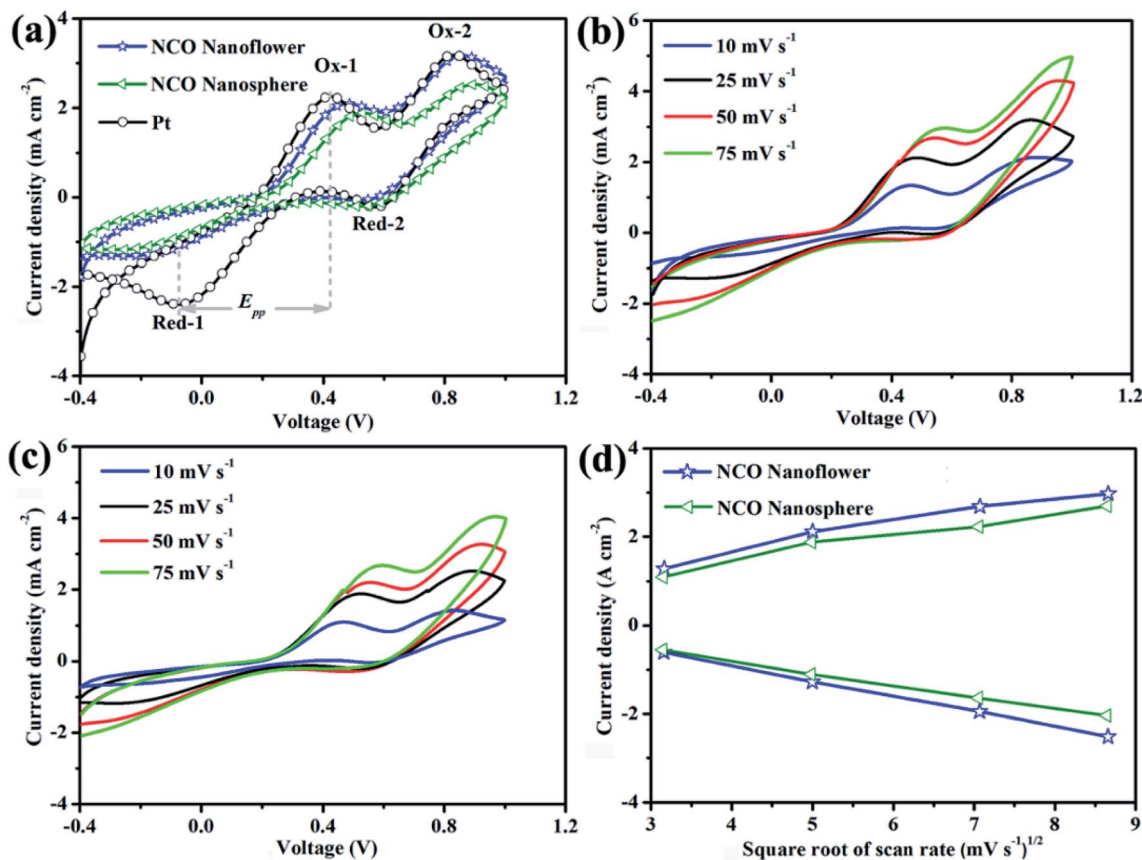 (a)
NCO Nanoflower
NCO Nanosphere
Pt
Ox-1
Ox-2
Red-1
Red-2
E_pp
4
2
0
-2
-4
Current density (mA cm⁻²)
-0.4 0.0 0.4 0.8 1.2
Voltage (V)
(b)
10 mV s⁻¹
25 mV s⁻¹
50 mV s⁻¹
75 mV s⁻¹
6
4
2
0
-2
-4
Current density (mA cm⁻²)
-0.4 0.0 0.4 0.8 1.2
Voltage (V)
(c)
10 mV s⁻¹
25 mV s⁻¹
50 mV s⁻¹
75 mV s⁻¹
6
4
2
0
-2
-4
Current density (mA cm⁻²)
-0.4 0.0 0.4 0.8 1.2
Voltage (V)
(d)
NCO Nanoflower
NCO Nanosphere
4
2
0
-2
-4
Current density (A cm⁻²)
3 4 5 6 7 8 9
Square root of scan rate (mV s⁻¹)¹/²